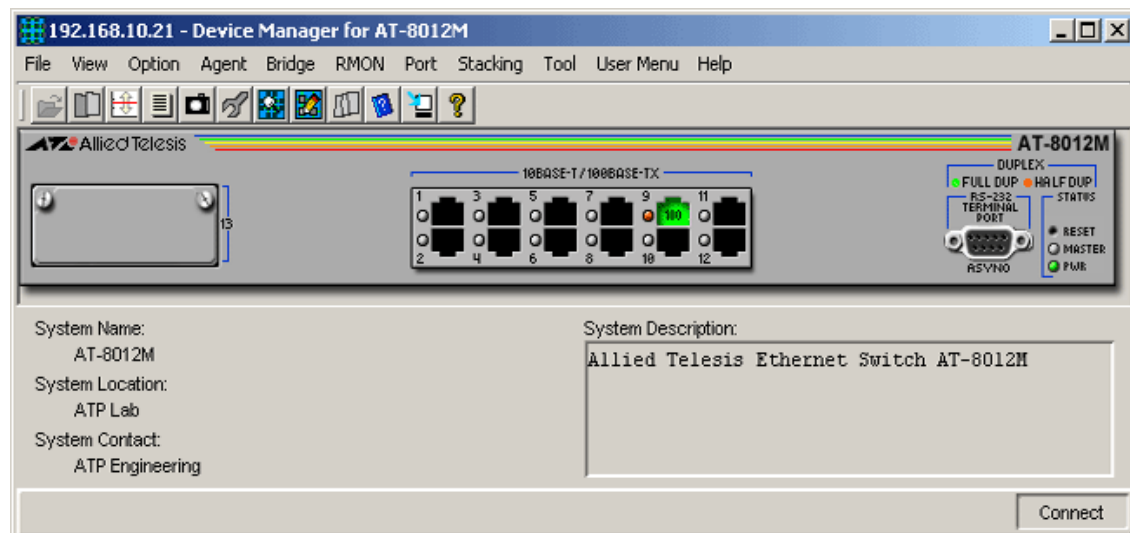 192.168.10.21 - Device Manager for AT-8012M
File View Option Agent Bridge RMON Port Stacking Tool User Menu Help
Allied Telesis
AT-8012M
10BASE-T/100BASE-TX
DUPLEX
FULL DUP HALF DUP
1 3 5 7 9 11
100
2 4 6 8 10 12
13
RS-232
TERMINAL
PORT
ASYNO
STATUS
RESET
MASTER
PWR
System Name:
AT-8012M
System Location:
ATP Lab
System Contact:
ATP Engineering
System Description:
Allied Telesis Ethernet Switch AT-8012M
Connect